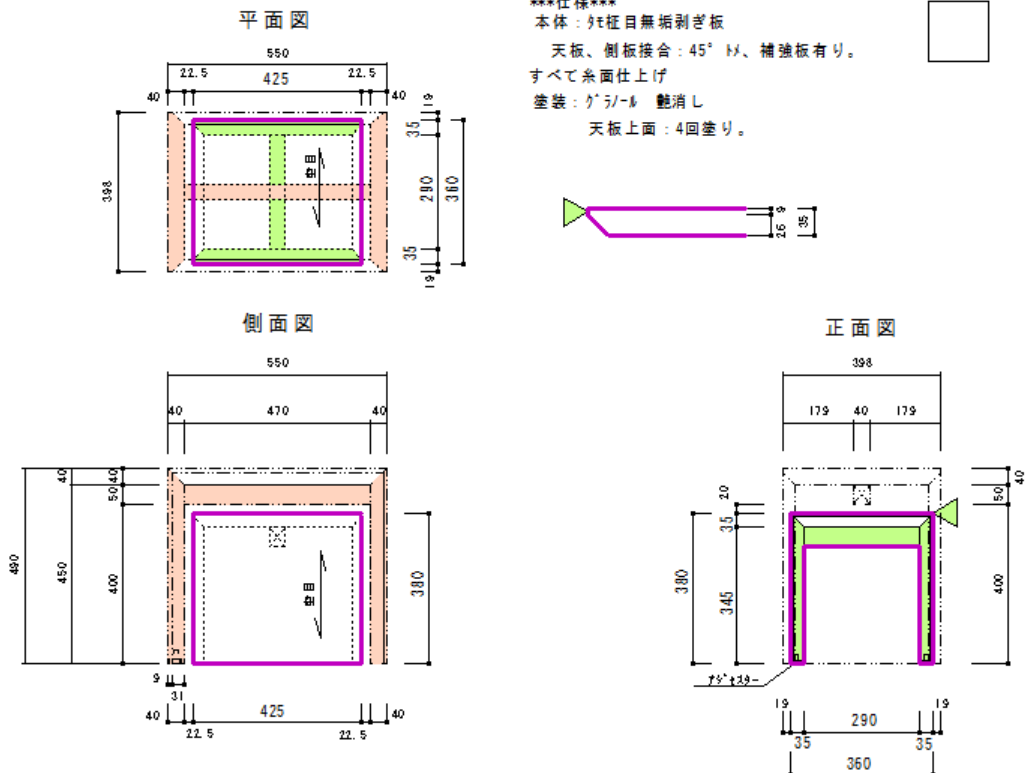 ***仕様***
本体：タモ柾目無垢剥ぎ板
天板、側板接合：45° トメ、補強板有り。
すべて糸面仕上げ
塗装：グラノール 艶消し
天板上面：4回塗り。
平面図
550
22.5 425 22.5
40 40
19
35
398
290 360
35
19
杢目
9
26
35
側面図
550
40 470 40
40 40
50
490 450 400
380
杢目
9
31
40 425 40
22.5 22.5
正面図
398
179 40 179
40
50
20
35
380 345 400
アジャスター
19 290 19
35 35
360